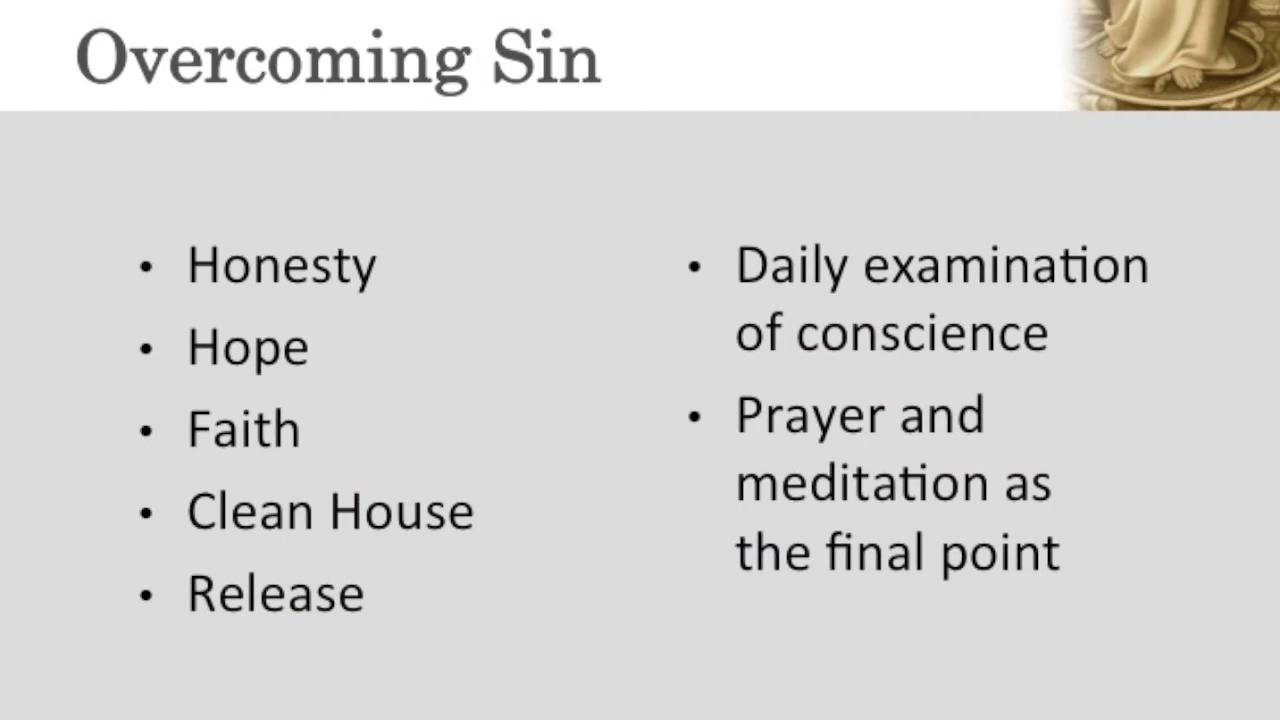 Overcoming Sin
• Honesty
• Hope
• Faith
• Clean House
• Release
• Daily examination
of conscience
• Prayer and
meditation as
the final point